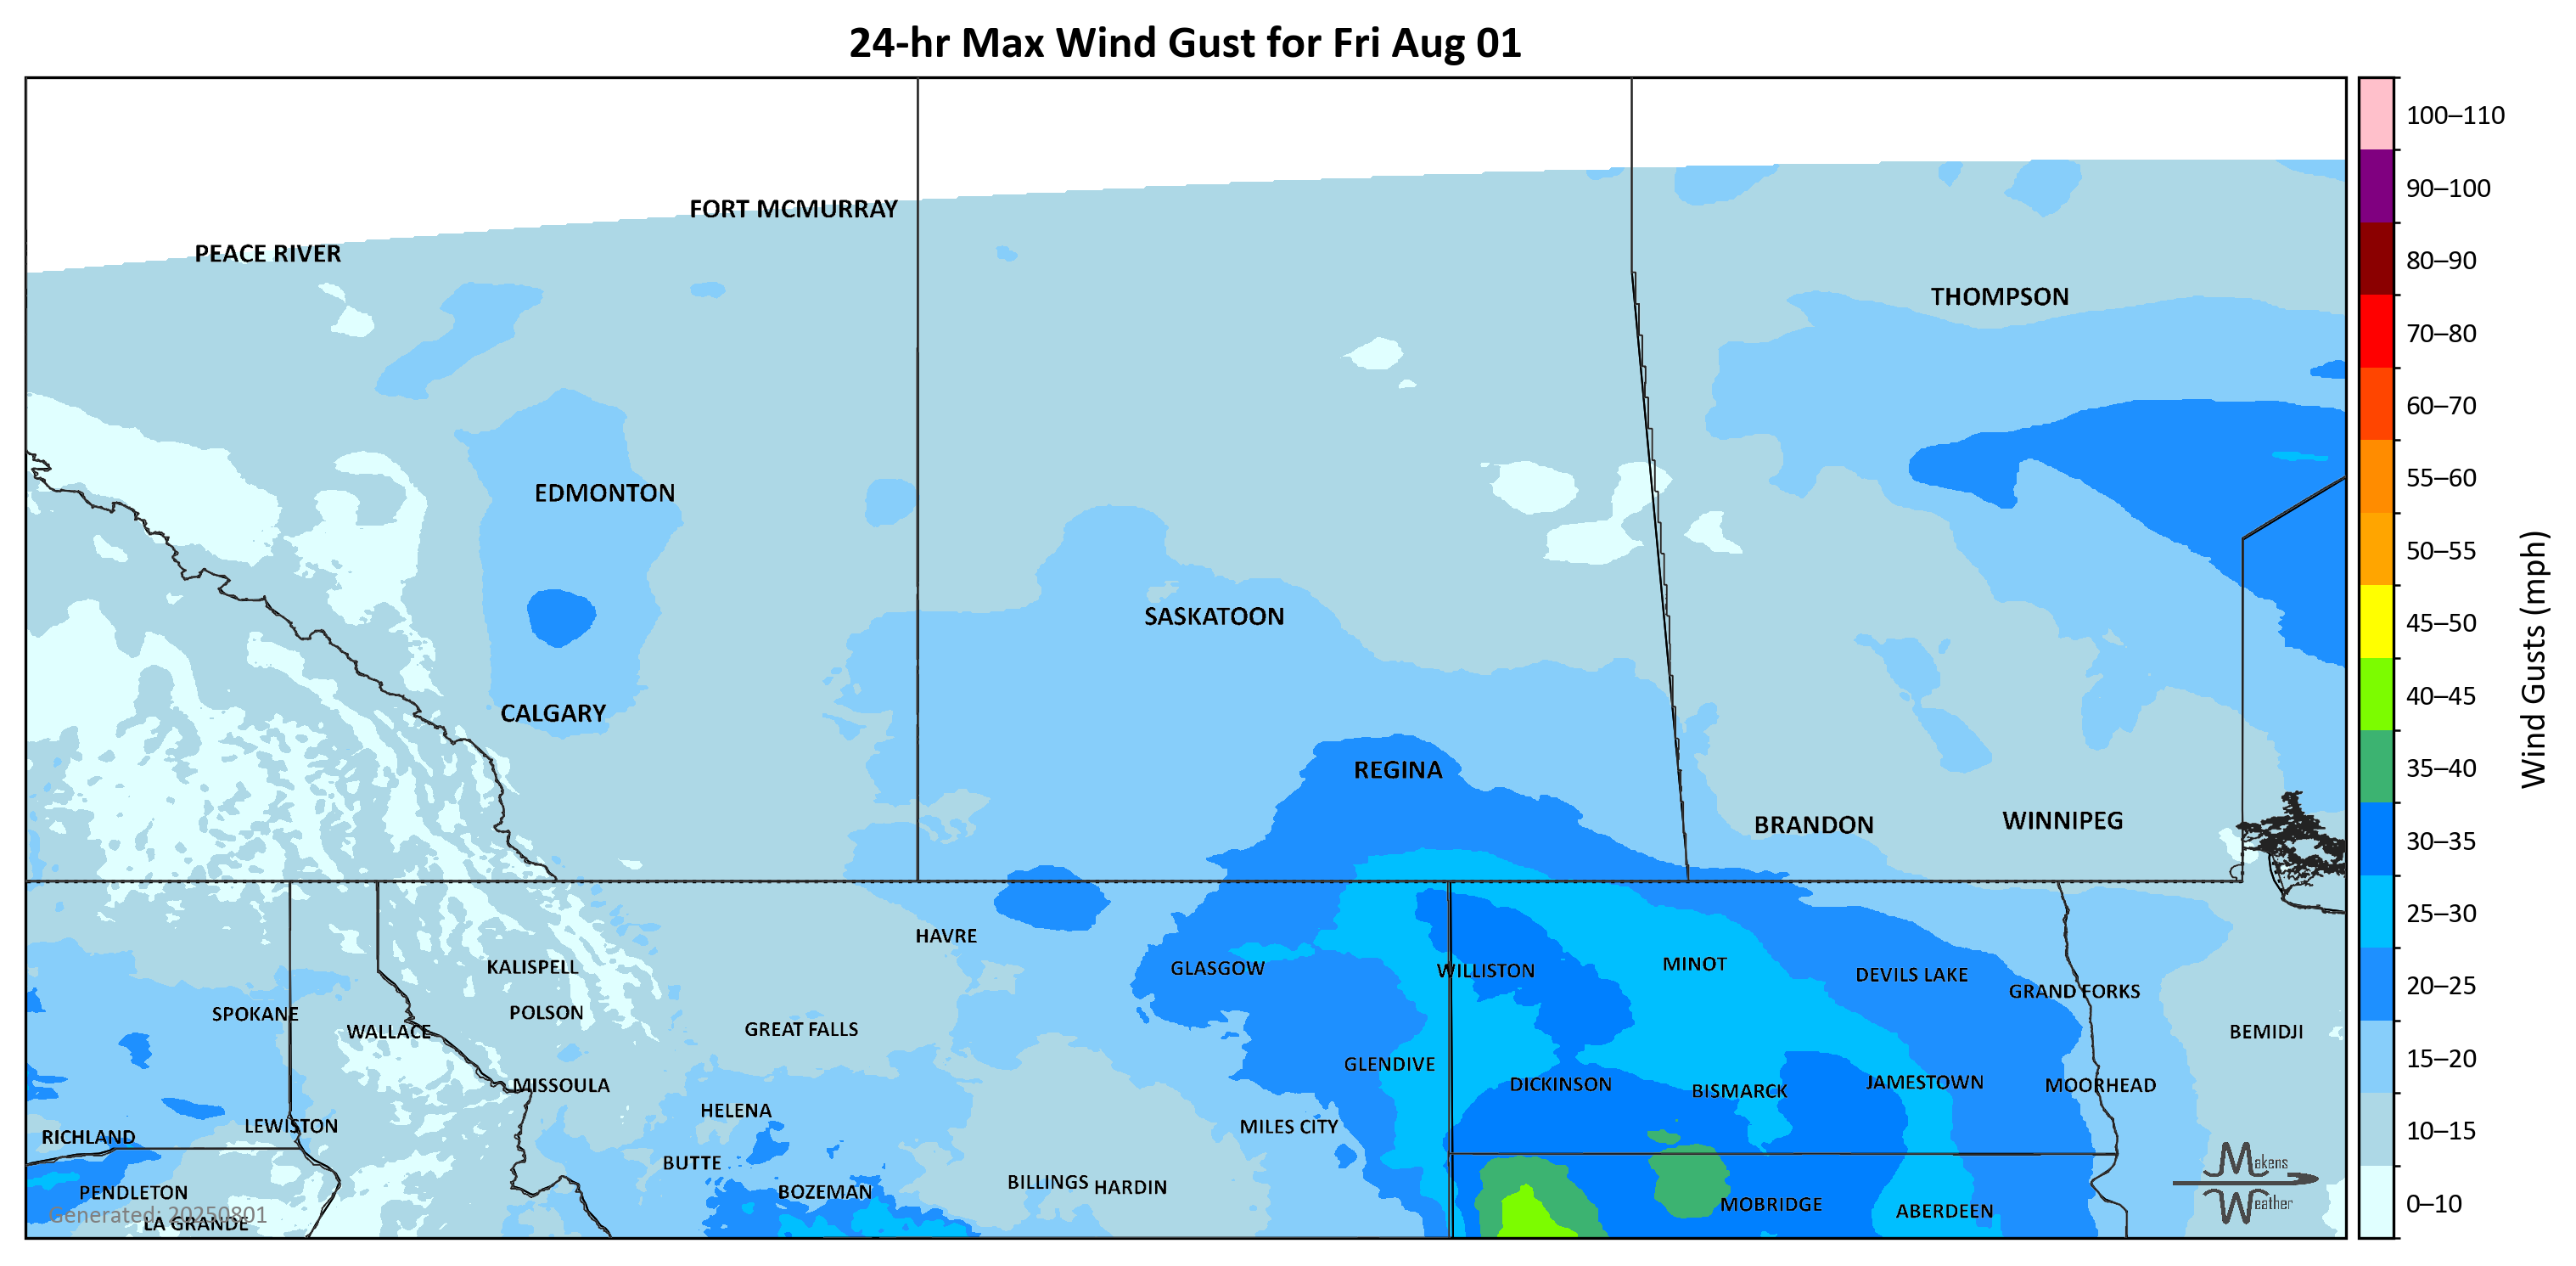 24-hr Max Wind Gust for Fri Aug 01
100–110
90–100
80–90
70–80
60–70
55–60
50–55
45–50
40–45
35–40
30–35
25–30
20–25
15–20
10–15
0–10
Wind Gusts (mph)
FORT MCMURRAY
PEACE RIVER
THOMPSON
EDMONTON
SASKATOON
CALGARY
REGINA
BRANDON
WINNIPEG
HAVRE
KALISPELL
GLASGOW
WILLISTON
MINOT
DEVILS LAKE
GRAND FORKS
SPOKANE
POLSON
WALLACE
GREAT FALLS
BEMIDJI
GLENDIVE
MISSOULA
DICKINSON
BISMARCK
JAMESTOWN
MOORHEAD
HELENA
LEWISTON
MILES CITY
RICHLAND
BUTTE
PENDLETON
BOZEMAN
BILLINGS
HARDIN
MOBRIDGE
ABERDEEN
LA GRANDE
Generated: 20250801
Makens
Weather